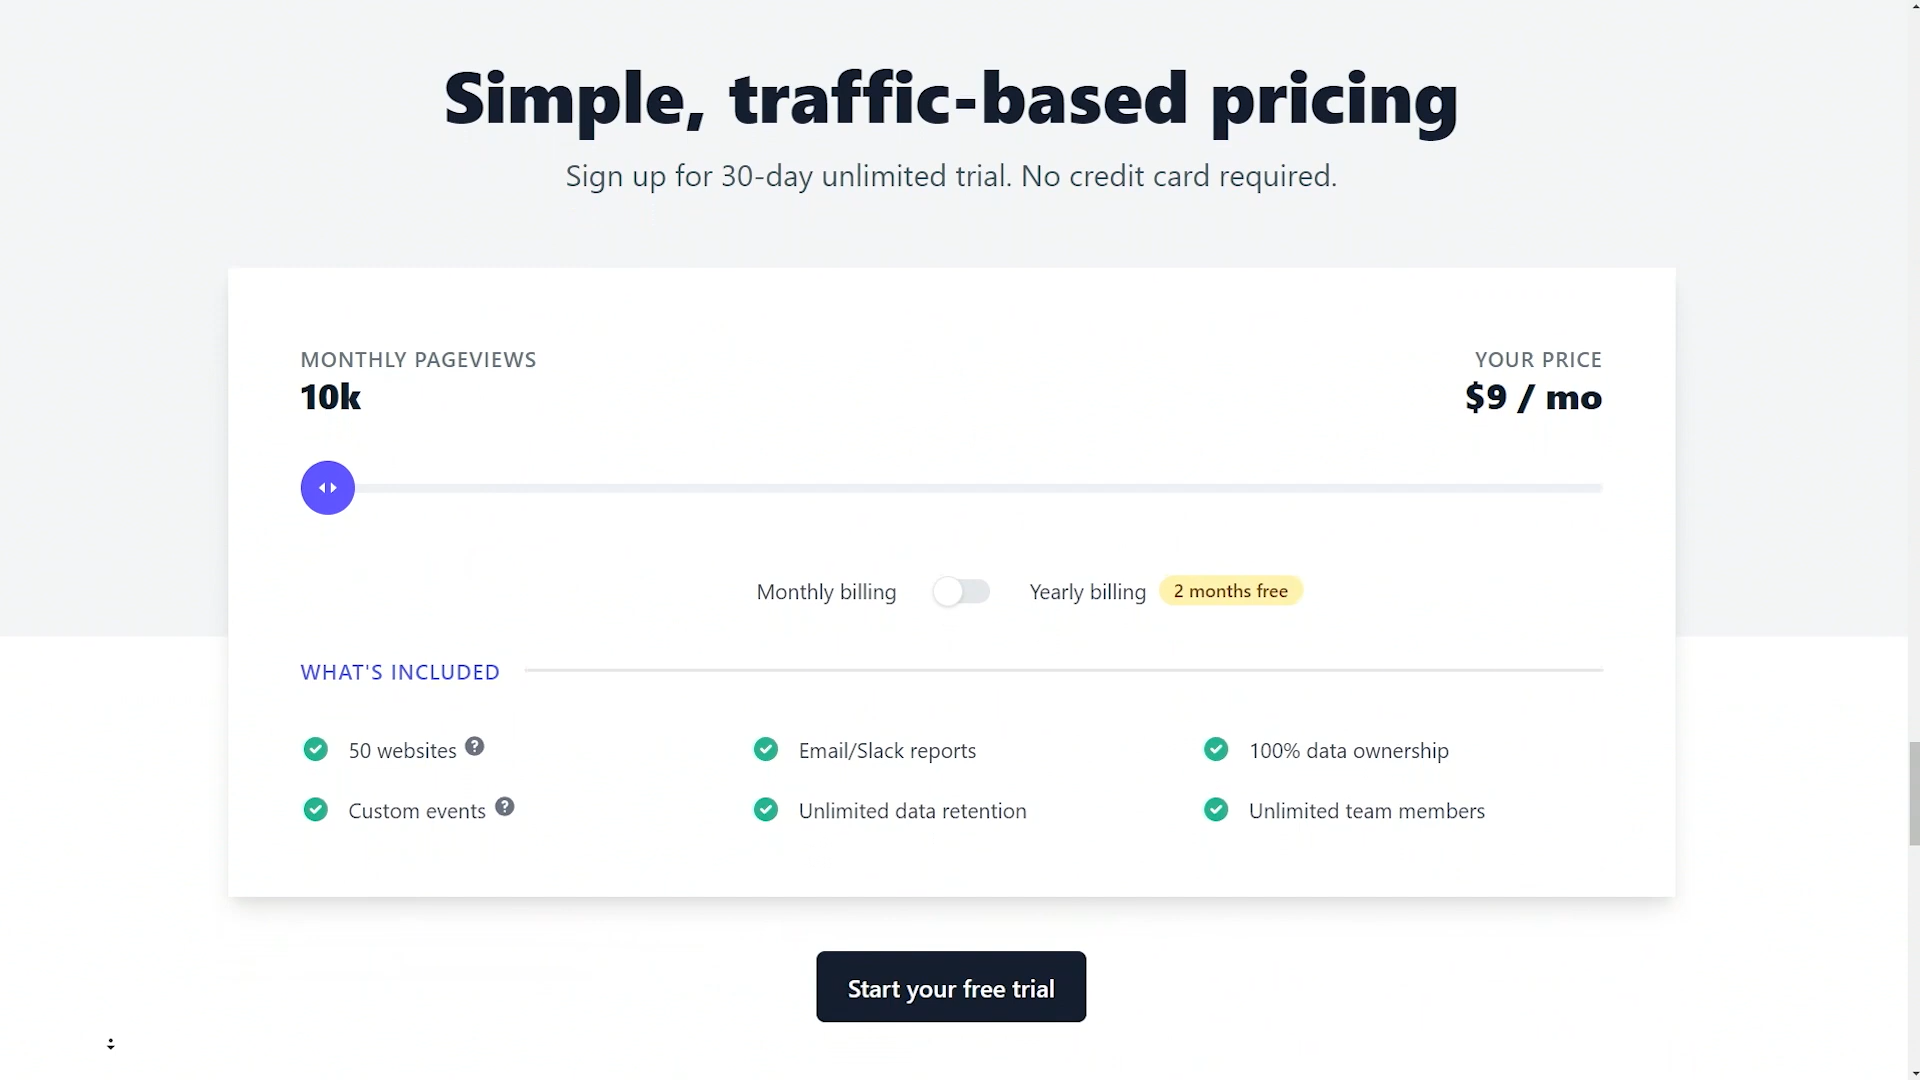 Simple, traffic-based pricing
Sign up for 30-day unlimited trial. No credit card required.
MONTHLY PAGEVIEWS
10k
YOUR PRICE
$9 / mo
Monthly billing
Yearly billing
2 months free
WHAT'S INCLUDED
50 websites ?
Email/Slack reports
100% data ownership
Custom events ?
Unlimited data retention
Unlimited team members
Start your free trial